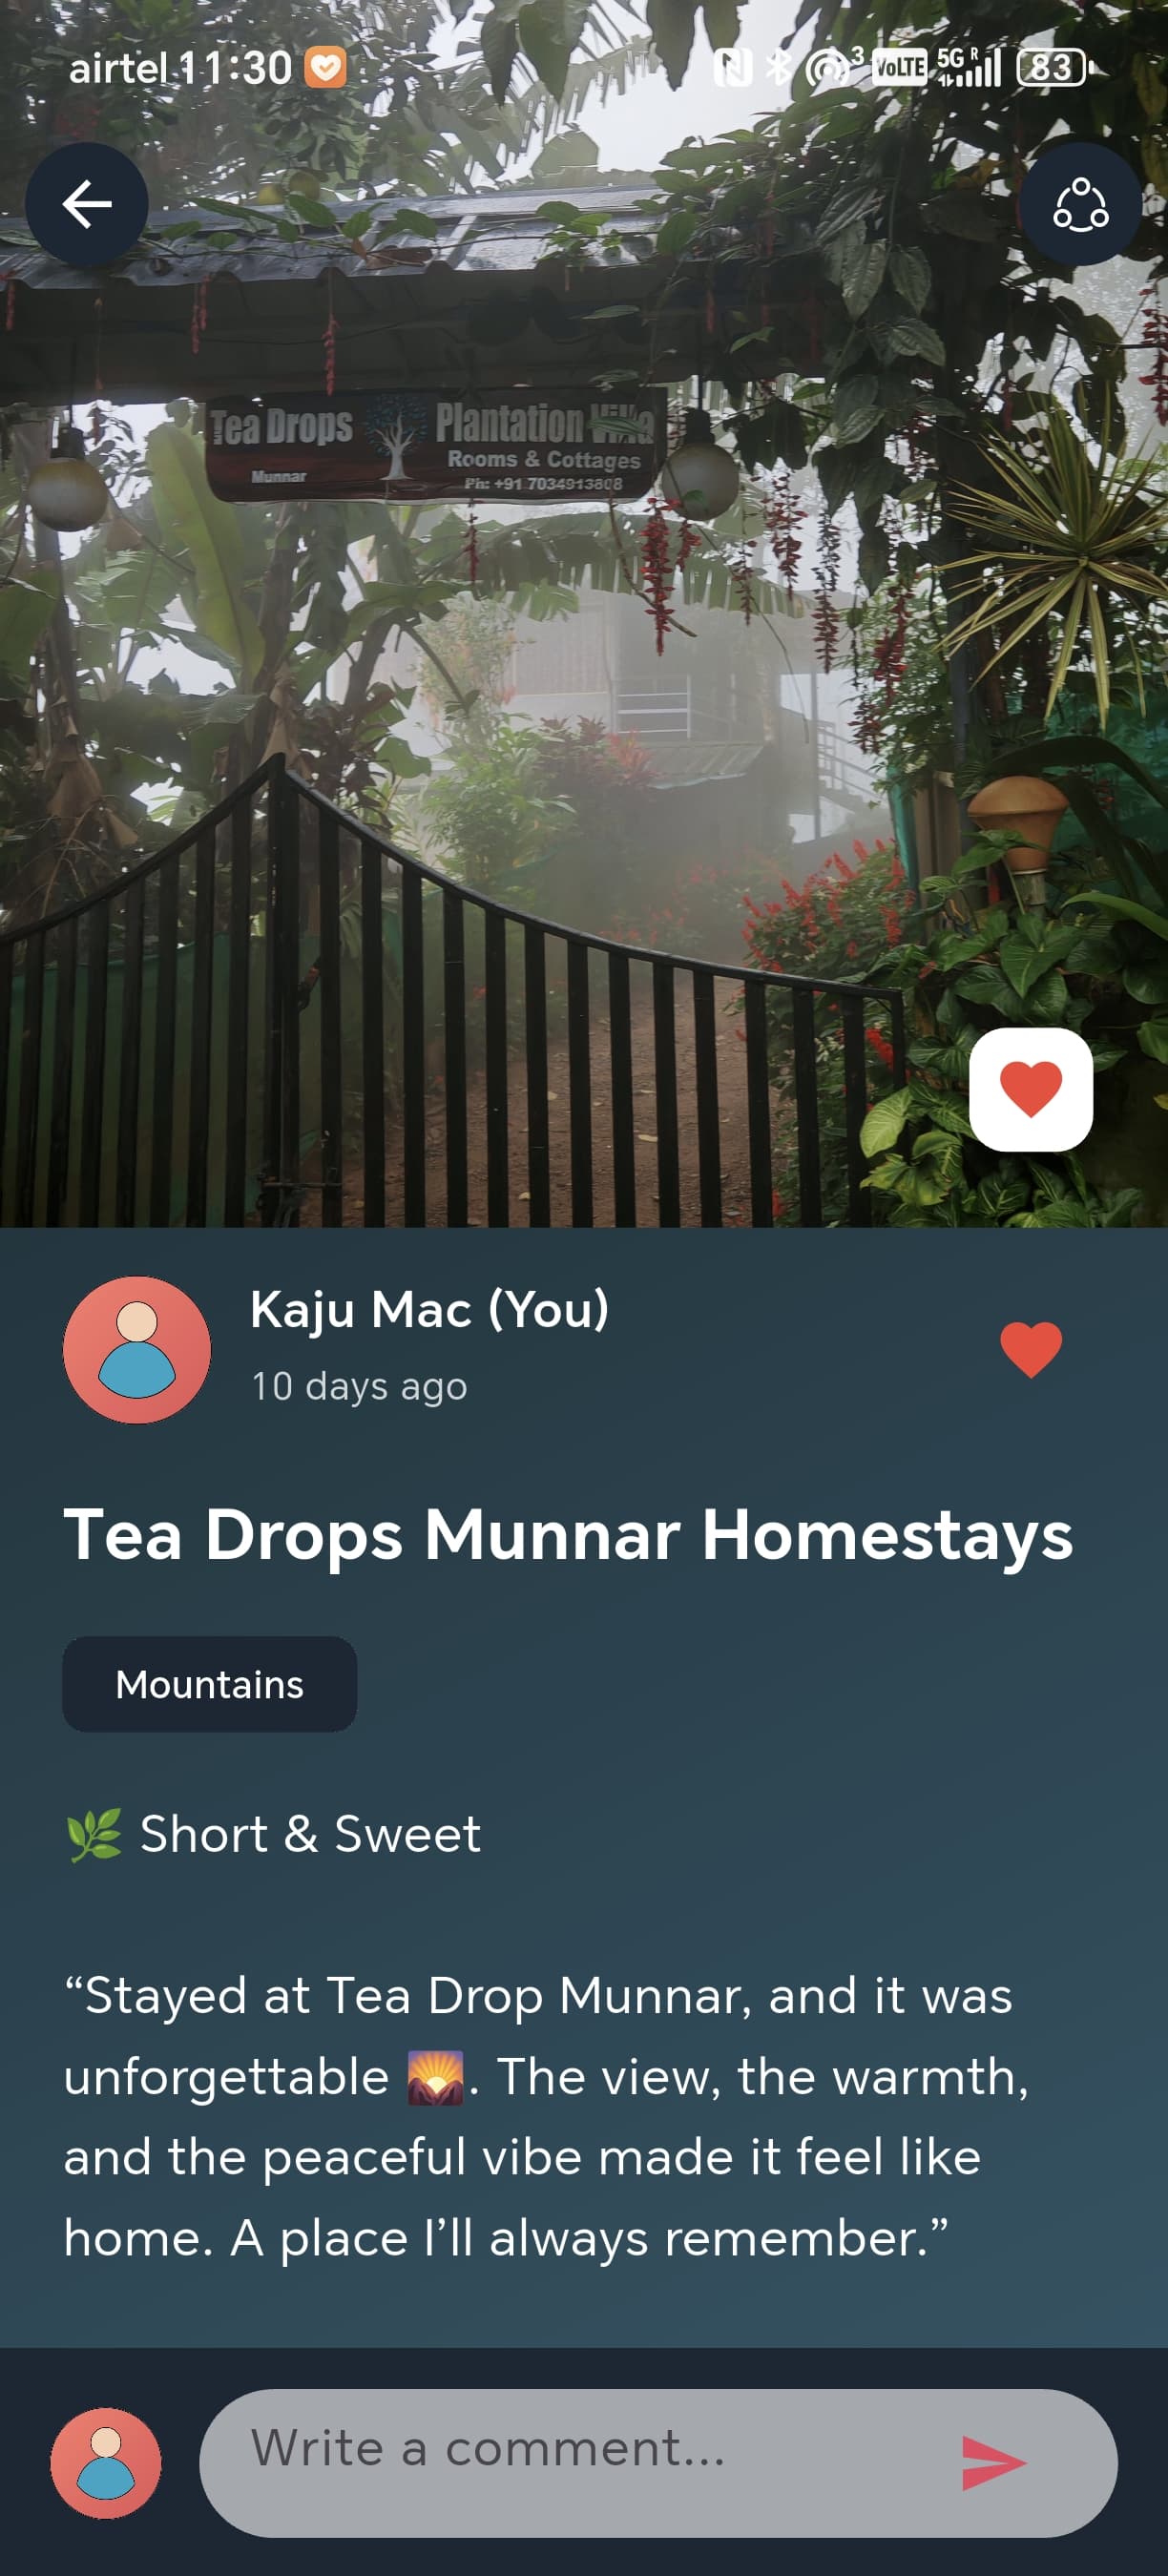 airtel 11:30
3 VoLTE 5G R 83
Tea Drops Plantation Villa
Rooms & Cottages
Munnar
Ph: +91 7034913808
Kaju Mac (You)
10 days ago
Tea Drops Munnar Homestays
Mountains
🌿 Short & Sweet
“Stayed at Tea Drop Munnar, and it was
unforgettable 🌄. The view, the warmth,
and the peaceful vibe made it feel like
home. A place I’ll always remember.”
Write a comment...